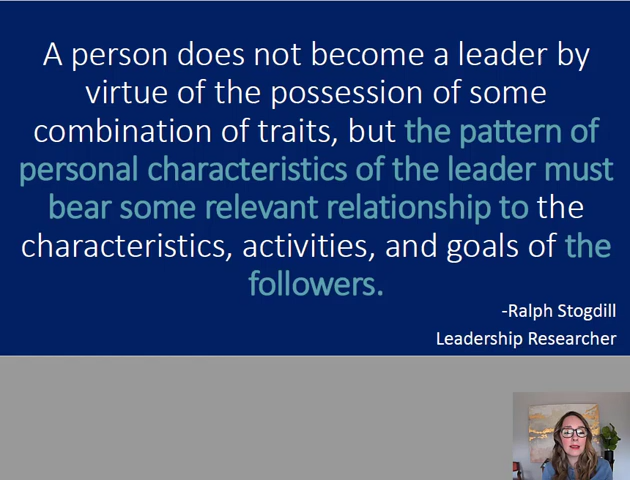 A person does not become a leader by
virtue of the possession of some
combination of traits, but the pattern of
personal characteristics of the leader must
bear some relevant relationship to the
characteristics, activities, and goals of the
followers.
-Ralph Stogdill
Leadership Researcher